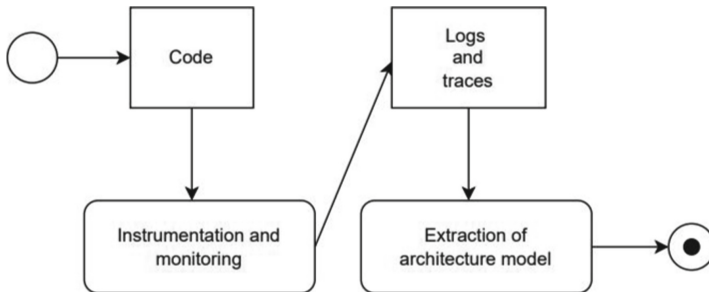 Code
Logs
and
traces
Instrumentation and
monitoring
Extraction of
architecture model